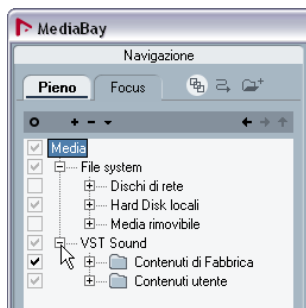 MediaBay
Navigazione
Pieno Focus
Media
File system
Dischi di rete
Hard Disk locali
Media rimovibile
VST Sound
Contenuti di Fabbrica
Contenuti utente